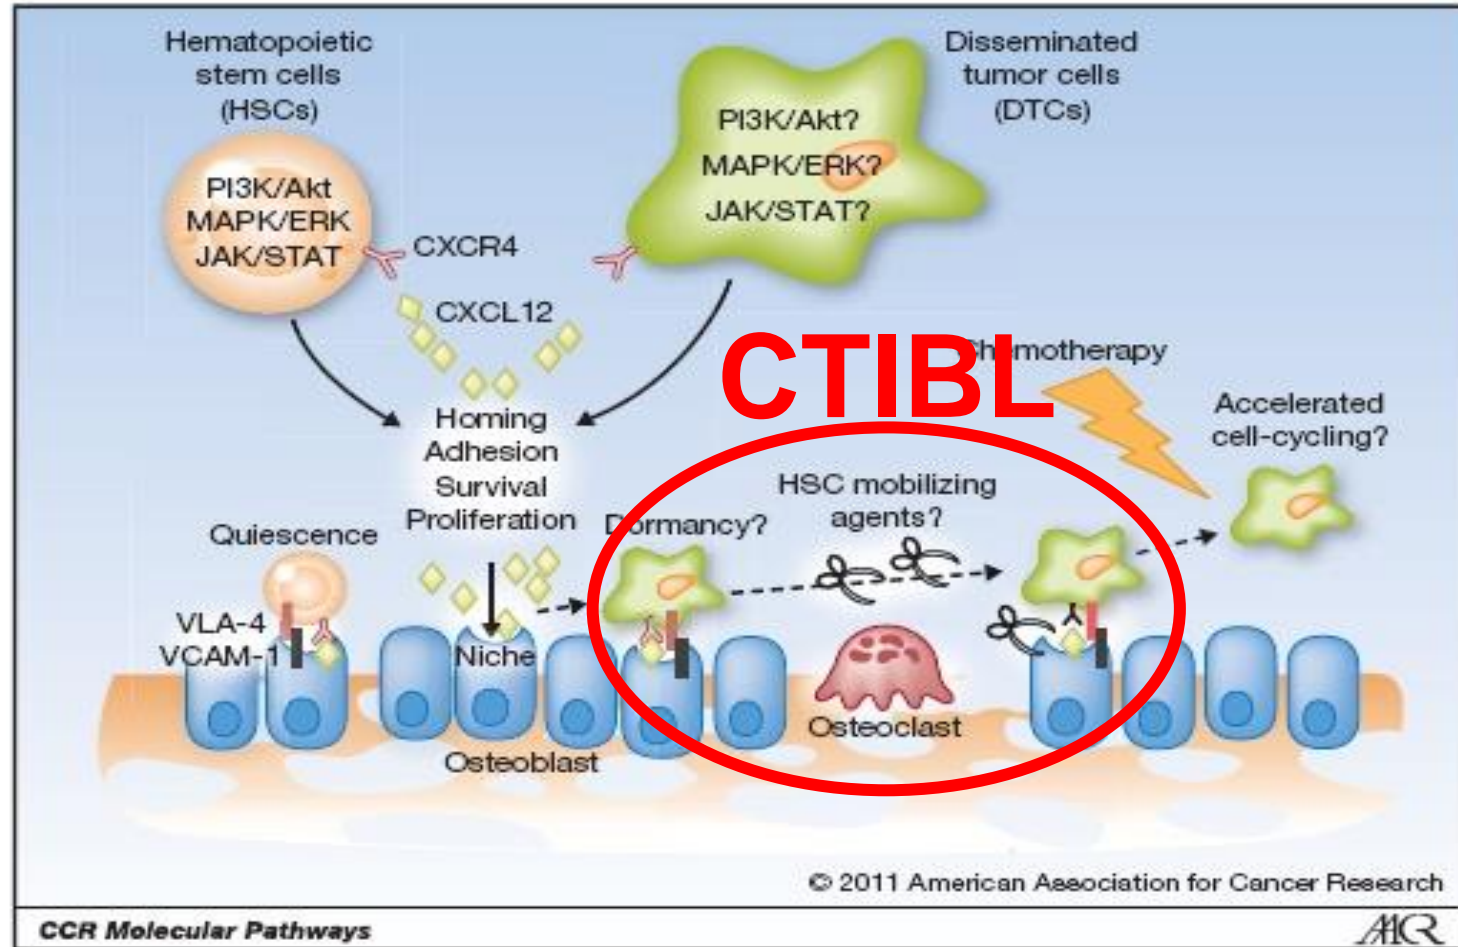 Hematopoietic
stem cells
(HSCs)
PI3K/Akt
MAPK/ERK
JAK/STAT
Disseminated
tumor cells
(DTCs)
PI3K/Akt?
MAPK/ERK?
JAK/STAT?
CXCR4
CXCL12
CTIBL
Chemotherapy
Accelerated
cell-cycling?
Homing
Adhesion
Survival
Proliferation
Quiescence
Dormancy?
HSC mobilizing
agents?
VLA-4
VCAM-1
Niche
Osteoclast
Osteoblast
© 2011 American Association for Cancer Research
CCR Molecular Pathways
AACR